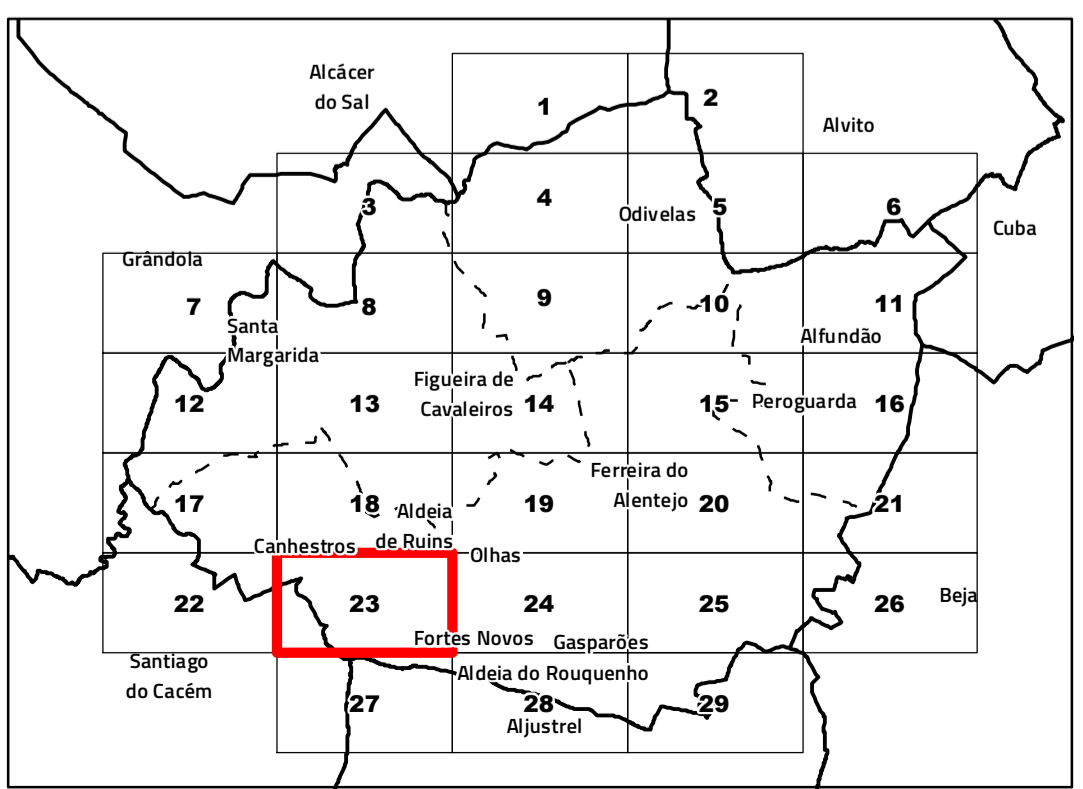 Alcácer
do Sal
1
2
Alvito
3
4
Odivelas
5
6
Cuba
Grândola
7
8
9
10
11
Santa
Margarida
Alfundão
12
13
Figueira de
Cavaleiros
14
15
Peroguarda
16
17
18
Aldeia
de Ruins
19
Ferreira do
Alentejo
20
21
Canhestros
Olhas
22
23
24
25
26
Beja
Fortes Novos
Gasparões
Santiago
do Cacém
Aldeia do Rouquenho
27
28
29
Aljustrel